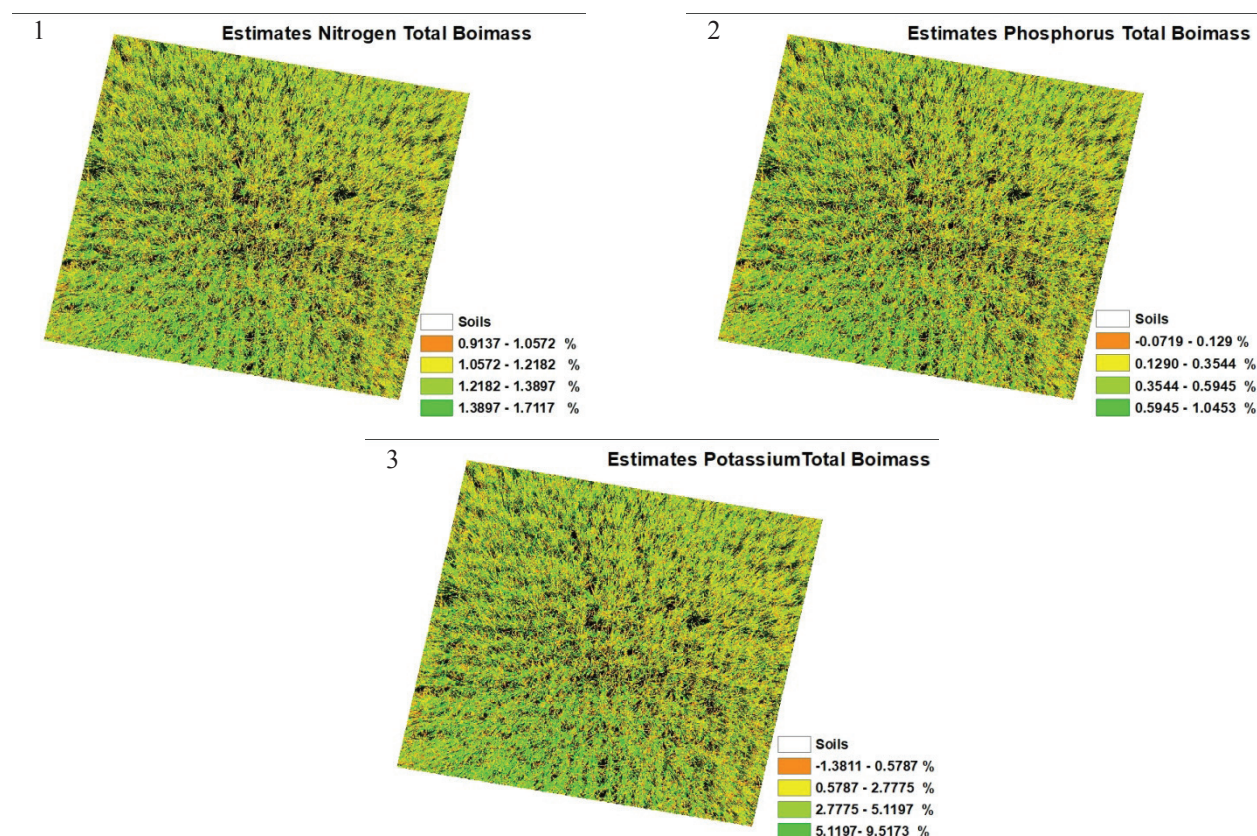 1
Estimates Nitrogen Total Boimass
Soils
0.9137 - 1.0572 %
1.0572 - 1.2182 %
1.2182 - 1.3897 %
1.3897 - 1.7117 %
2
Estimates Phosphorus Total Boimass
Soils
-0.0719 - 0.129 %
0.1290 - 0.3544 %
0.3544 - 0.5945 %
0.5945 - 1.0453 %
3
Estimates PotassiumTotal Boimass
Soils
-1.3811 - 0.5787 %
0.5787 - 2.7775 %
2.7775 - 5.1197 %
5.1197- 9.5173 %